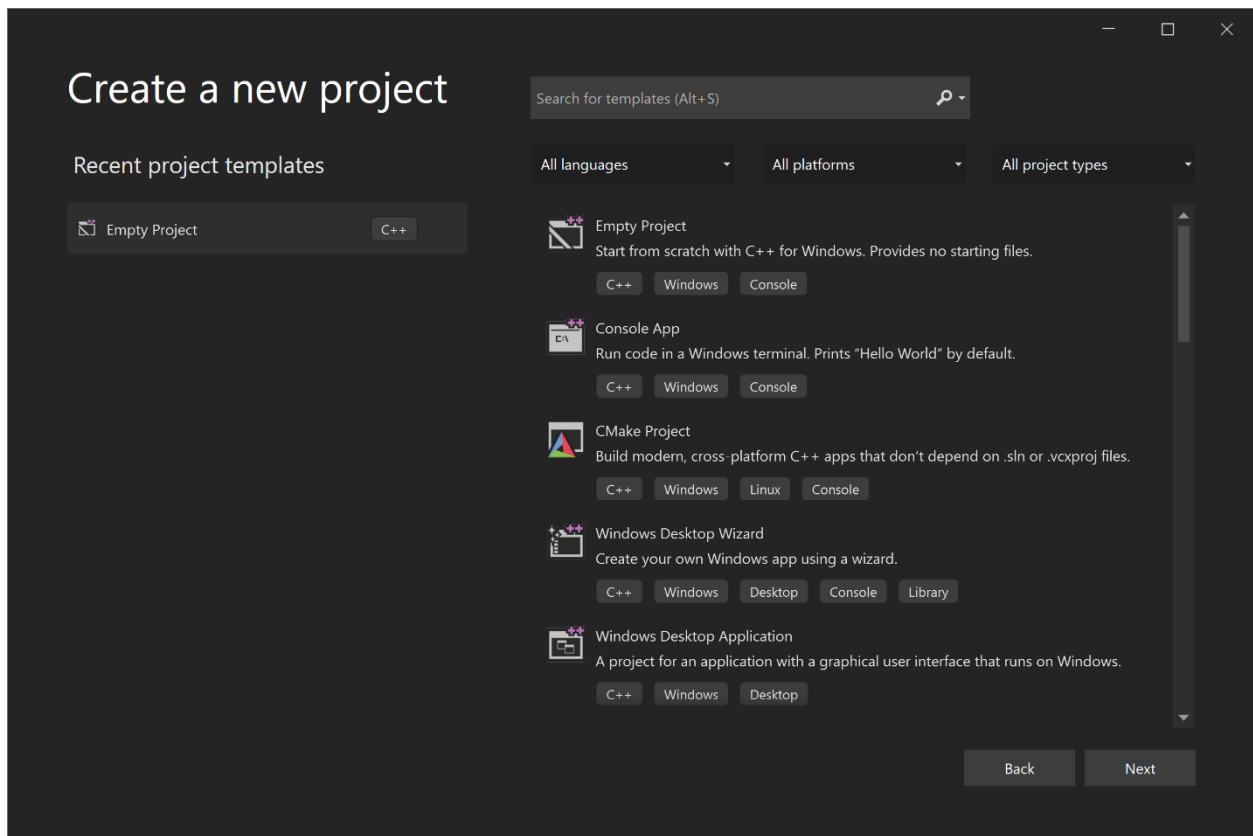 Create a new project
Search for templates (Alt+S)
Recent project templates
All languages
All platforms
All project types
Empty Project
C++
Empty Project
Start from scratch with C++ for Windows. Provides no starting files.
C++ Windows Console
Console App
Run code in a Windows terminal. Prints “Hello World” by default.
C++ Windows Console
CMake Project
Build modern, cross-platform C++ apps that don’t depend on .sln or .vcxproj files.
C++ Windows Linux Console
Windows Desktop Wizard
Create your own Windows app using a wizard.
C++ Windows Desktop Console Library
Windows Desktop Application
A project for an application with a graphical user interface that runs on Windows.
C++ Windows Desktop
Back
Next